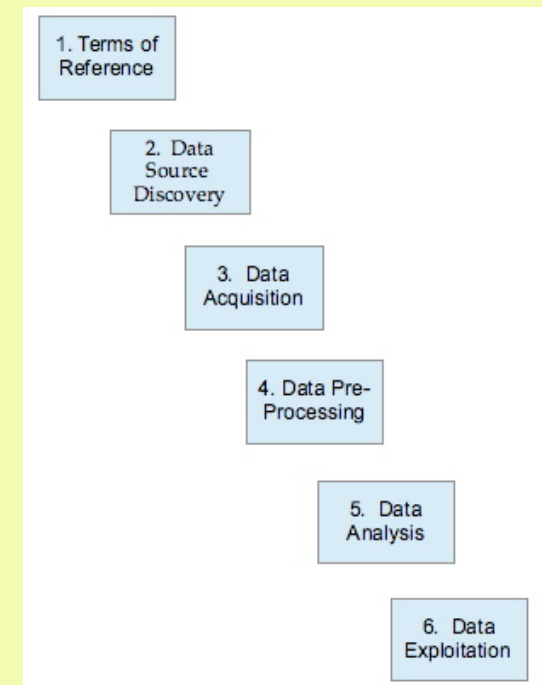 1. Terms of
Reference
2. Data
Source
Discovery
3. Data
Acquisition
4. Data Pre-
Processing
5. Data
Analysis
6. Data
Exploitation